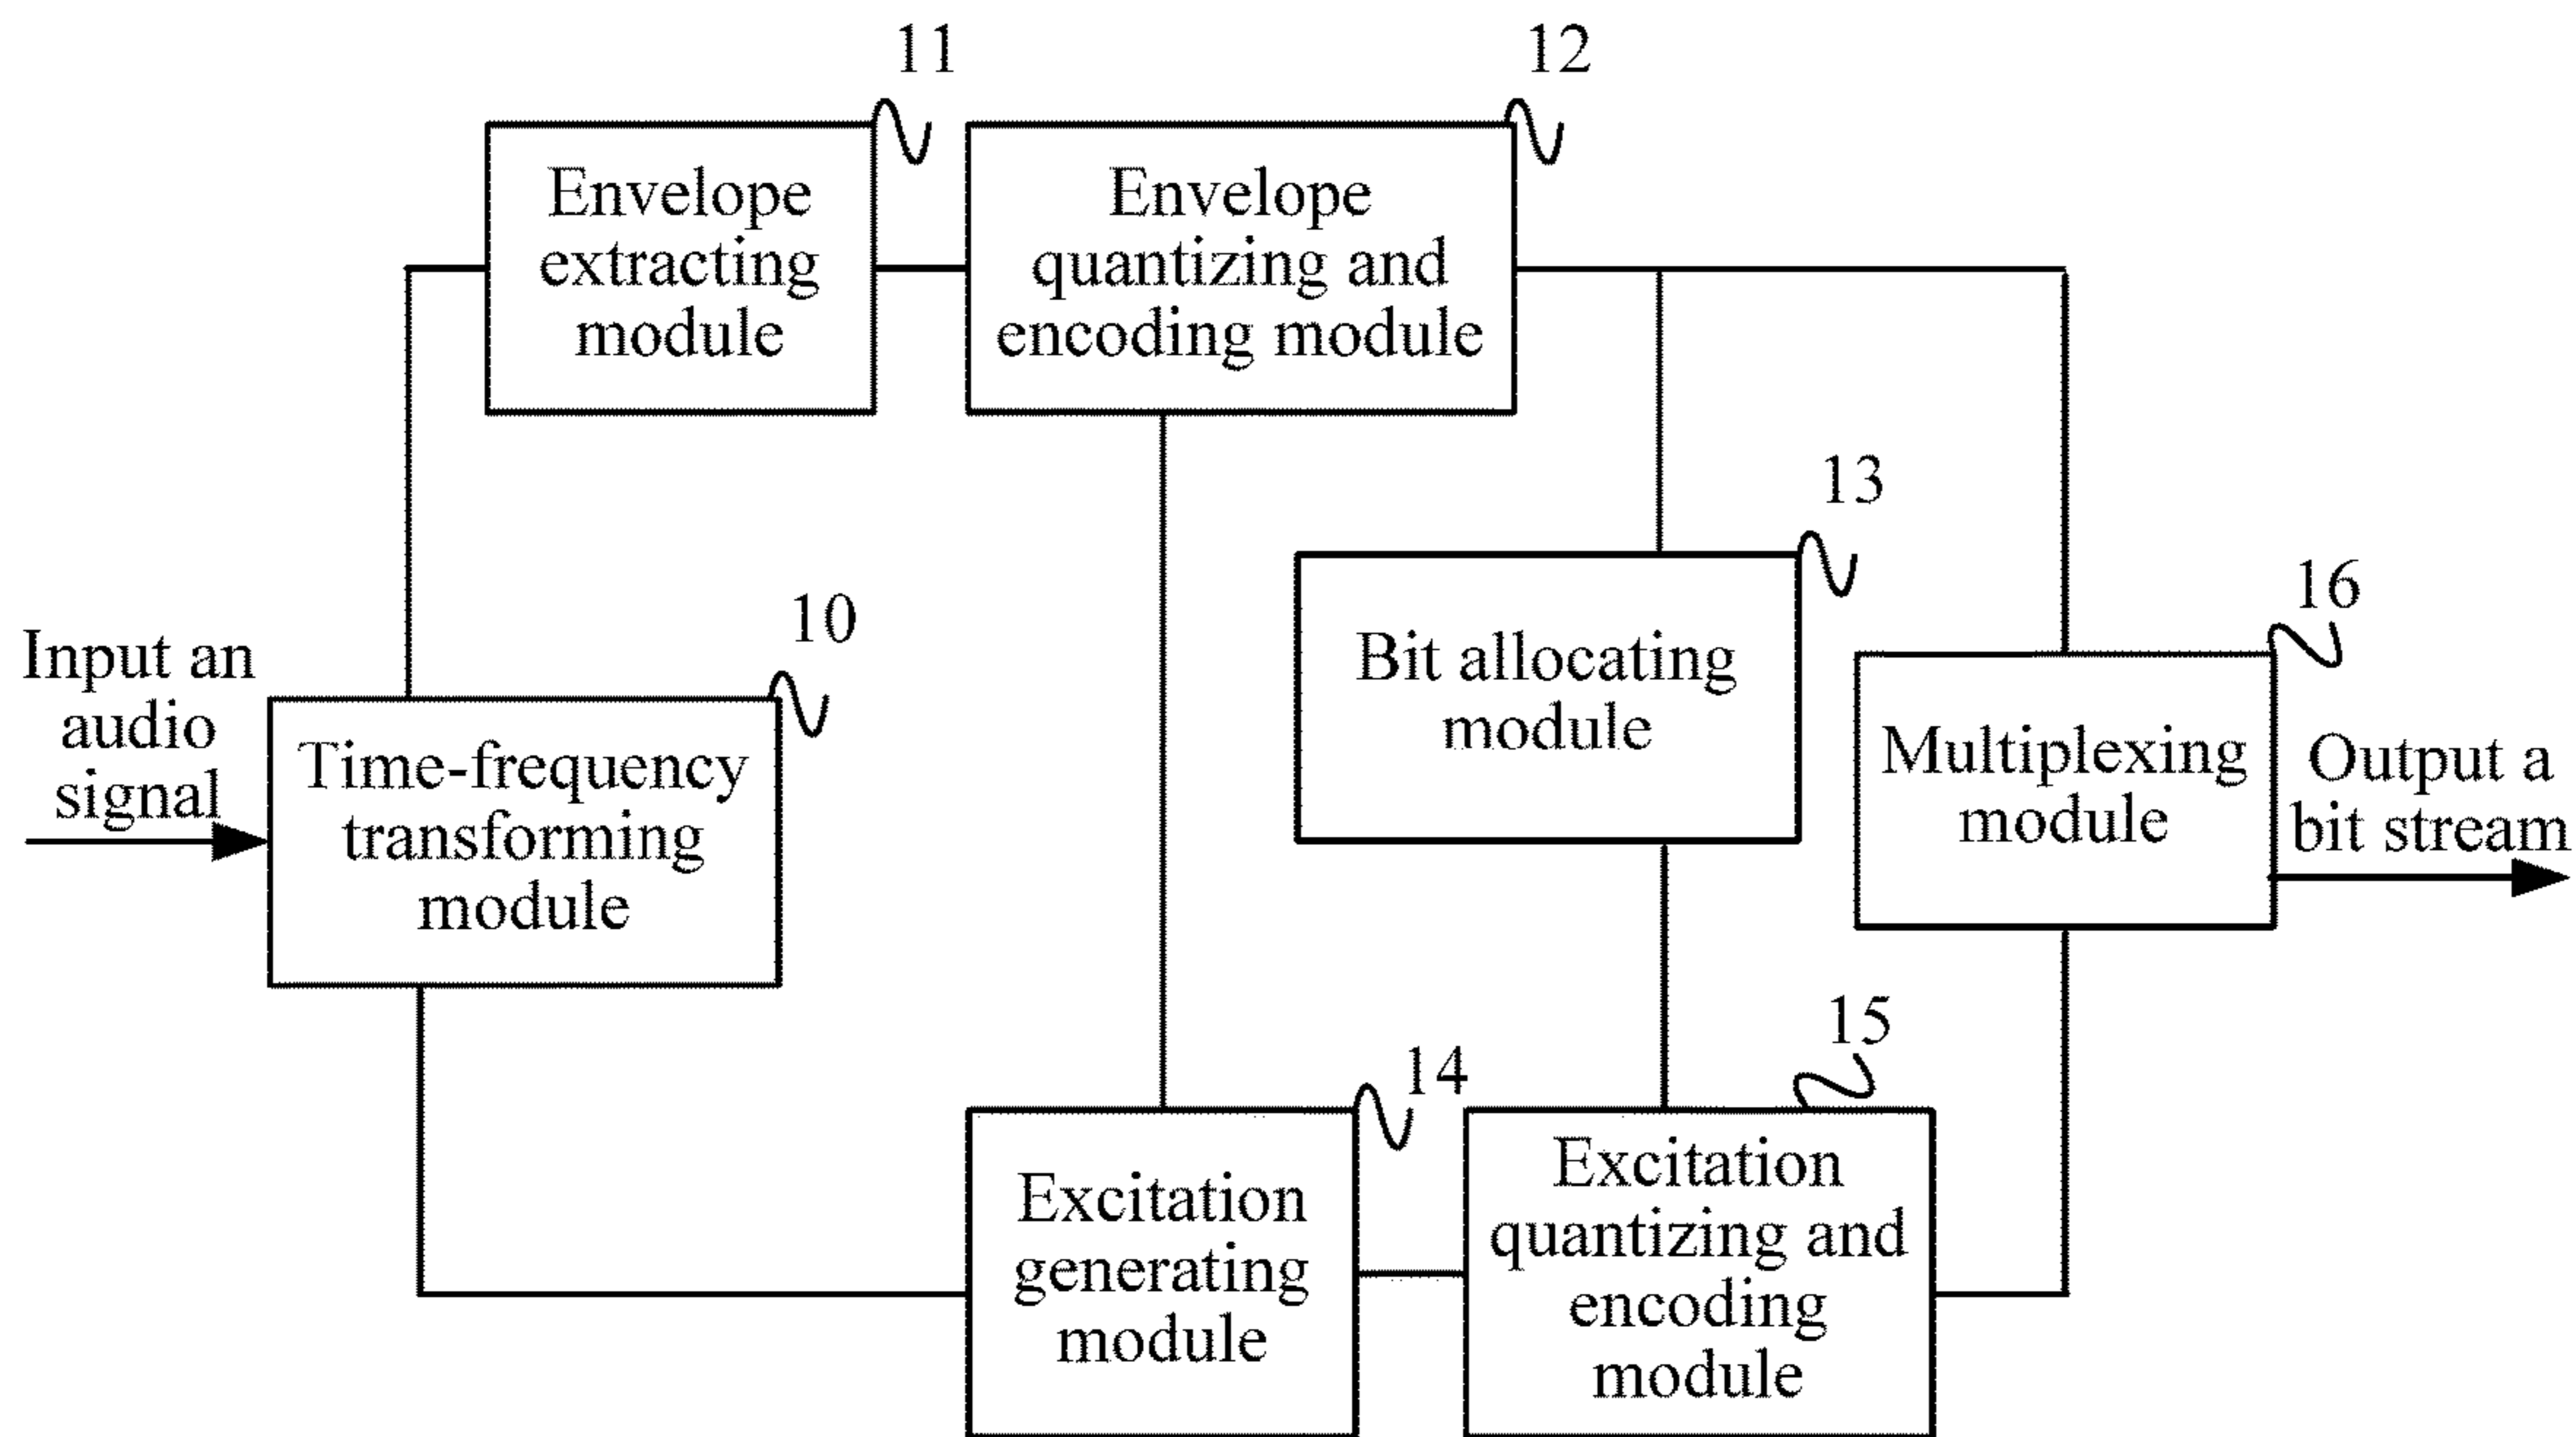 11
Envelope
extracting
module
12
Envelope
quantizing and
encoding module
13
Bit allocating
module
10
Input an
audio
signal
Time-frequency
transforming
module
16
Multiplexing
module
Output a
bit stream
14
Excitation
generating
module
15
Excitation
quantizing and
encoding
module